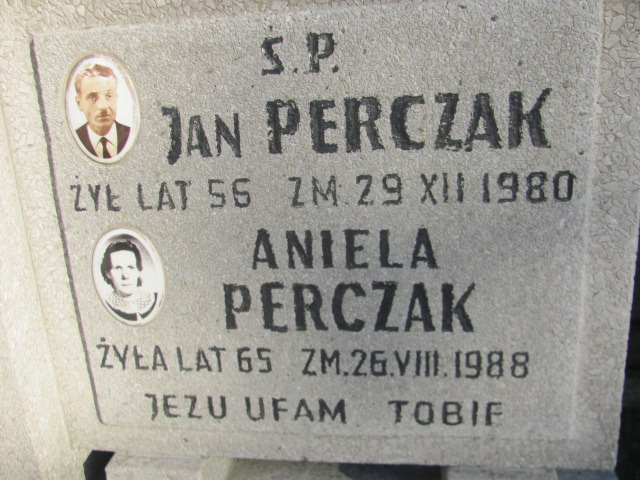 Ś.P.
JAN PERCZAK
ŻYŁ LAT 56 ZM. 29 XII 1980
ANIELA
PERCZAK
ŻYŁA LAT 65 ZM. 26.VIII.1988
JEZU UFAM TOBIE